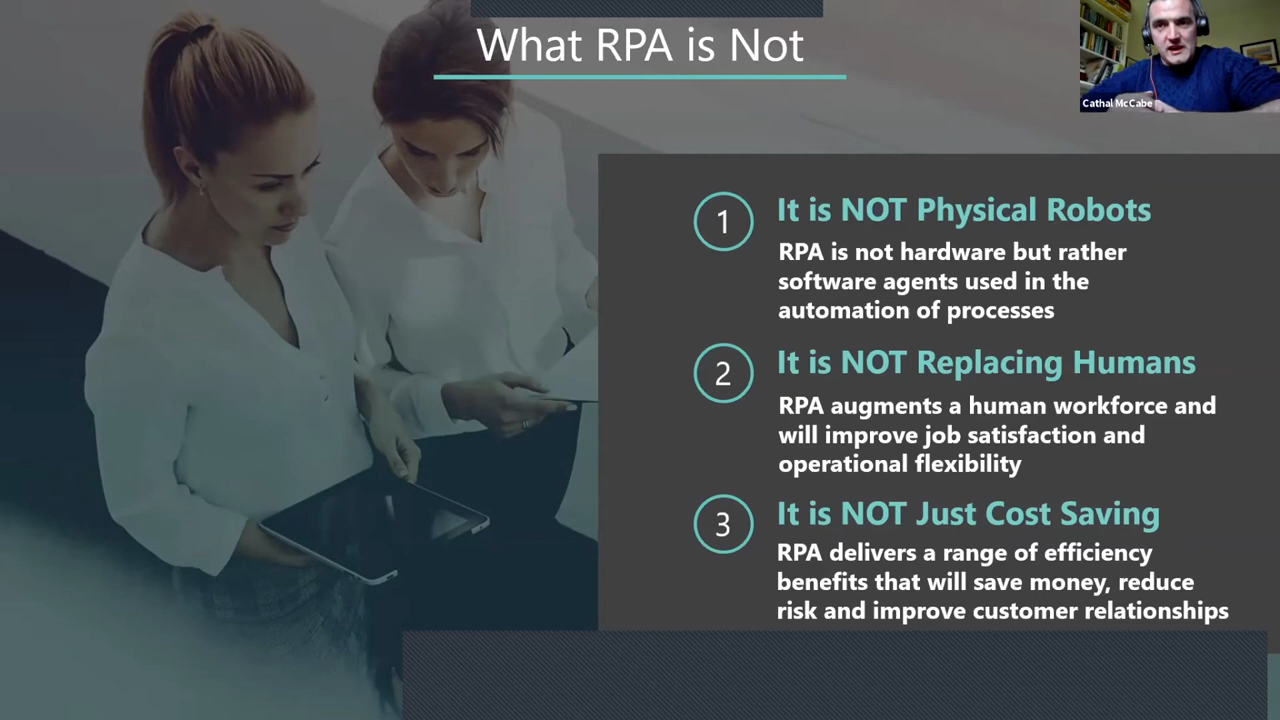 What RPA is Not
Cathal McCabe
1
It is NOT Physical Robots
RPA is not hardware but rather
software agents used in the
automation of processes
2
It is NOT Replacing Humans
RPA augments a human workforce and
will improve job satisfaction and
operational flexibility
3
It is NOT Just Cost Saving
RPA delivers a range of efficiency
benefits that will save money, reduce
risk and improve customer relationships